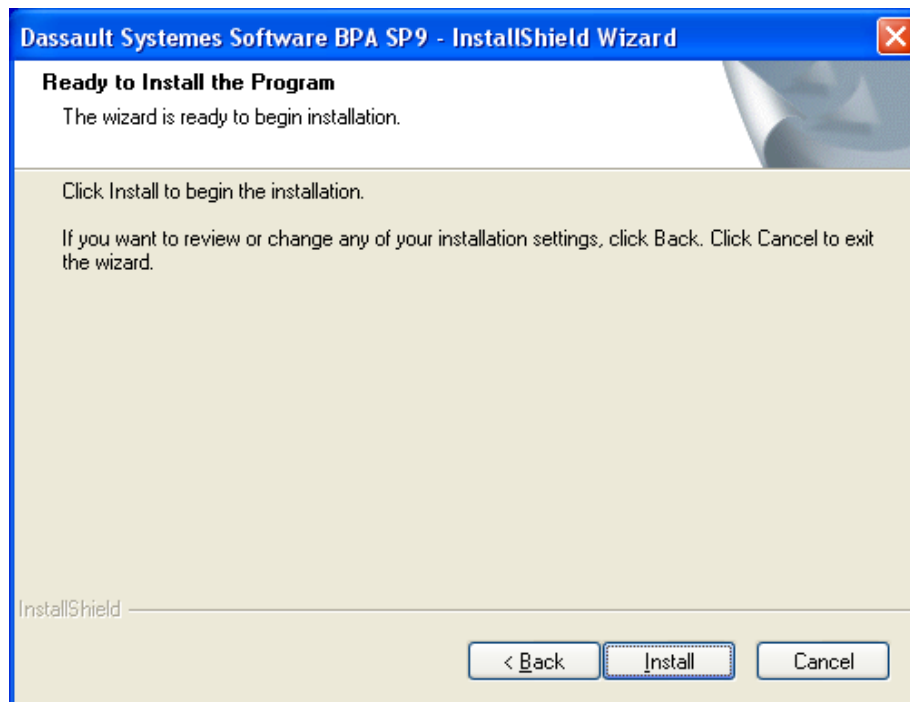 Dassault Systemes Software BPA SP9 - InstallShield Wizard
Ready to Install the Program
The wizard is ready to begin installation.
Click Install to begin the installation.
If you want to review or change any of your installation settings, click Back. Click Cancel to exit
the wizard.
InstallShield
< Back Install Cancel